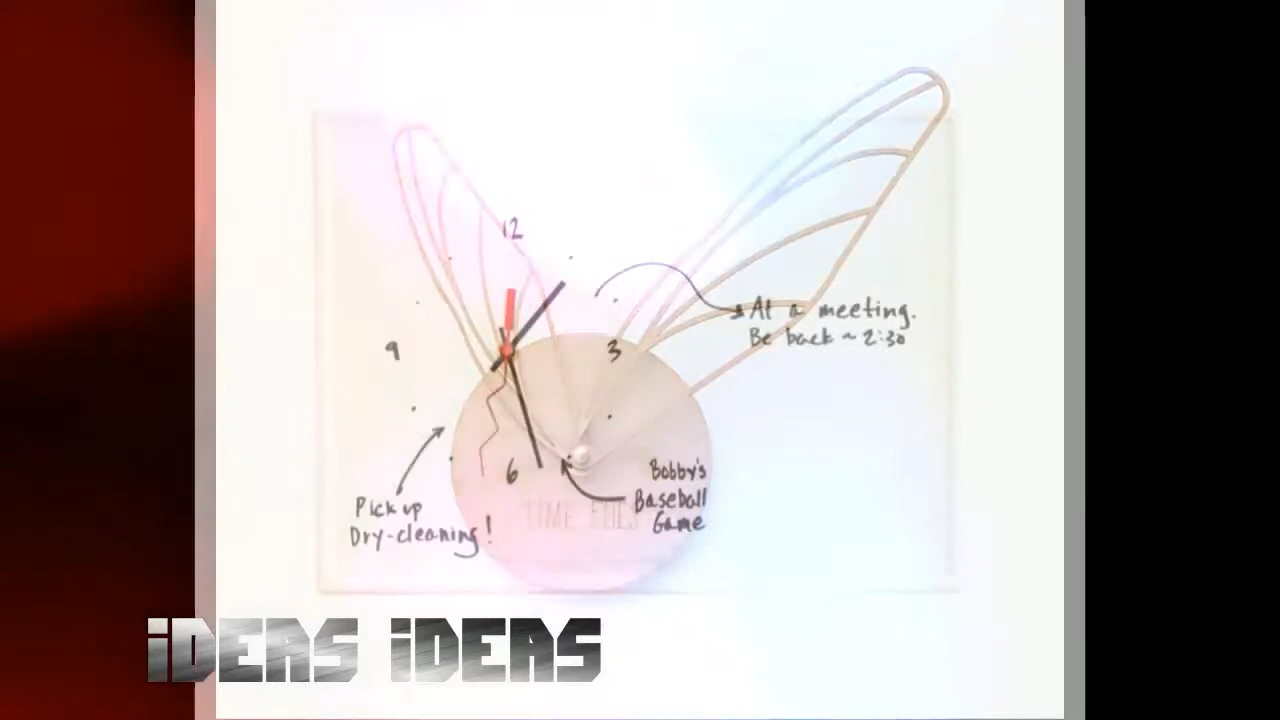 12
9
3
At a meeting.
Be back ~ 2:30
6
Bobby's
Baseball
Game
Pick up
Dry-cleaning!
TIME FLIES
iDEAS iDEAS